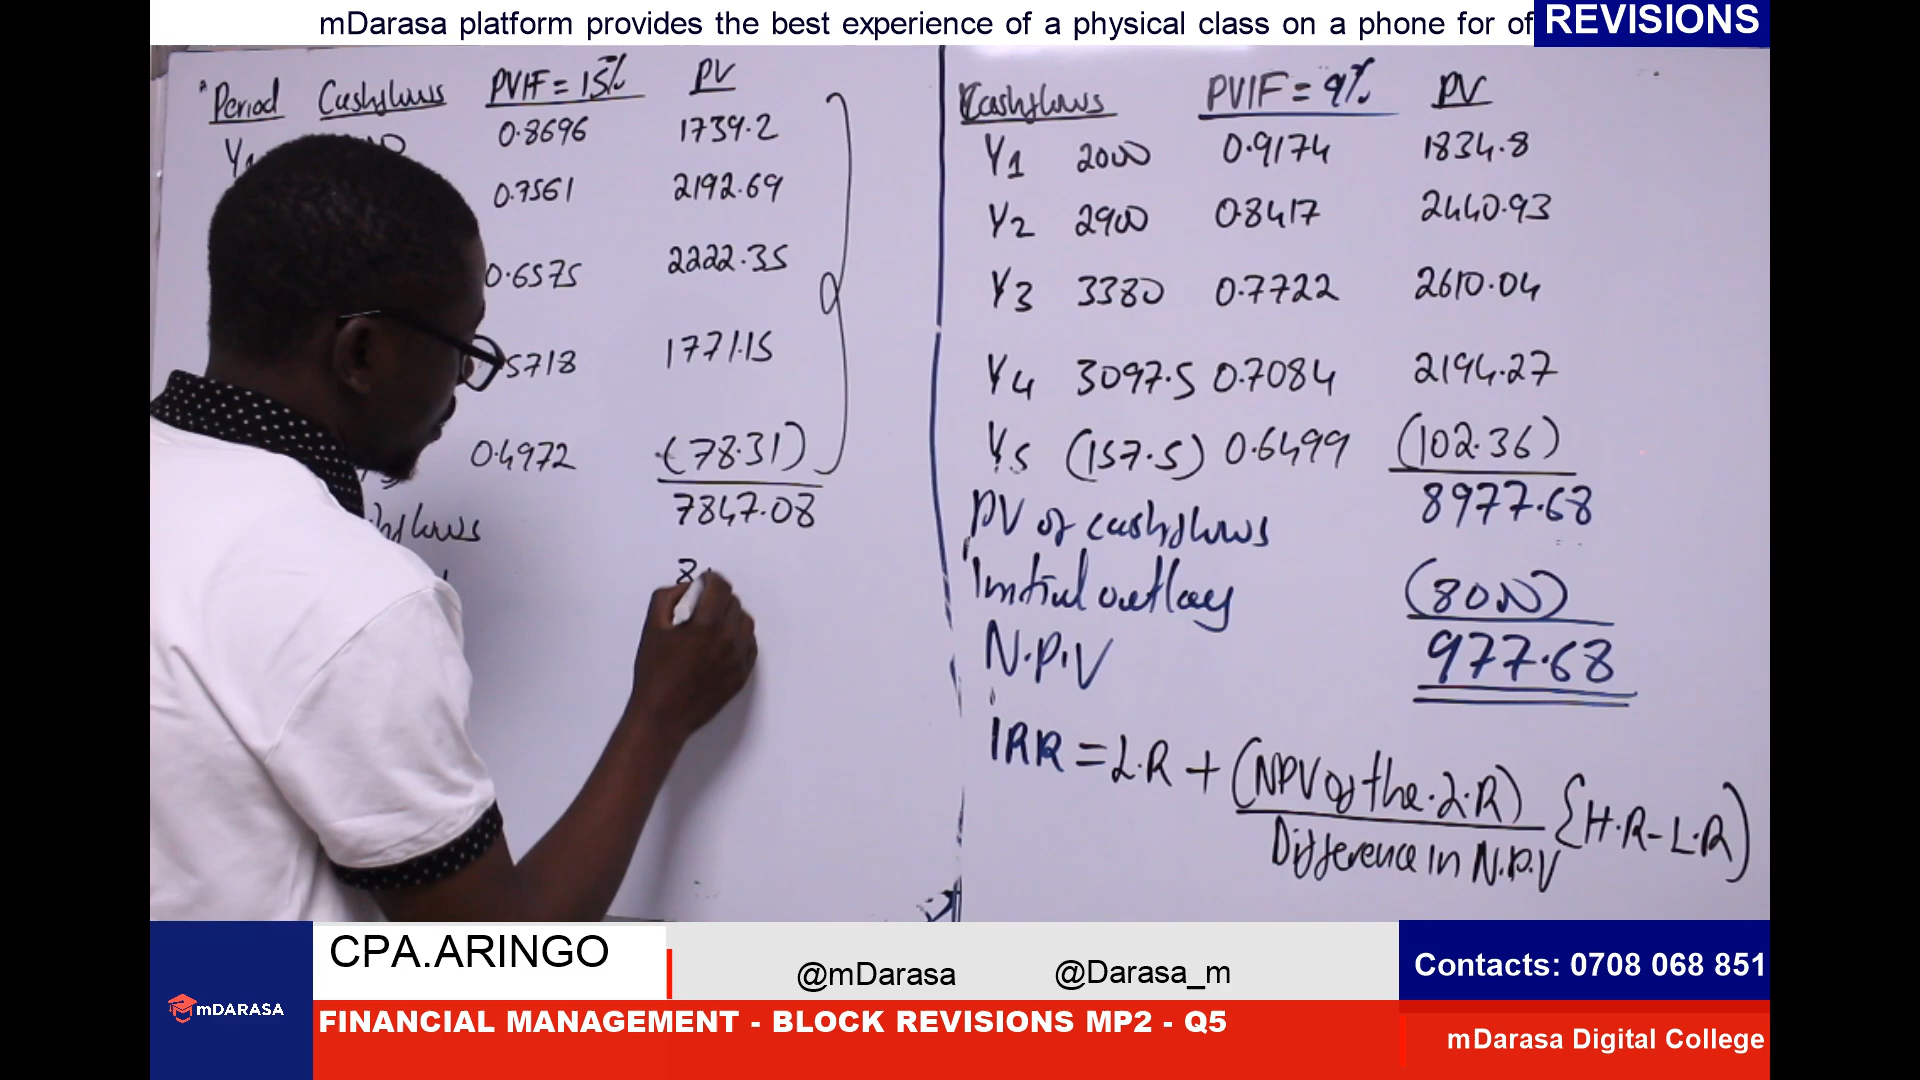 mDarasa platform provides the best experience of a physical class on a phone for of
REVISIONS
Period Cashflows PVIF = 15% PV
0.8696 1739.2
0.7561 2192.69
0.6575 2222.35
5718 1771.15
0.4972 (78.31)
7847.08
Cashflows PVIF = 9% PV
Y1 2000 0.9174 1834.8
Y2 2900 0.8417 2440.93
Y3 3380 0.7722 2610.04
Y4 3097.5 0.7084 2194.27
Y5 (157.5) 0.6499 (102.36)
PV of cashflows 8977.68
Initial outlay (8000)
N.P.V 977.68
IRR = L.R + (NPV of the L.R) {H.R - L.R)
Difference in N.P.V
CPA.ARINGO
@mDarasa @Darasa_m
Contacts: 0708 068 851
mDARASA
FINANCIAL MANAGEMENT - BLOCK REVISIONS MP2 - Q5
mDarasa Digital College